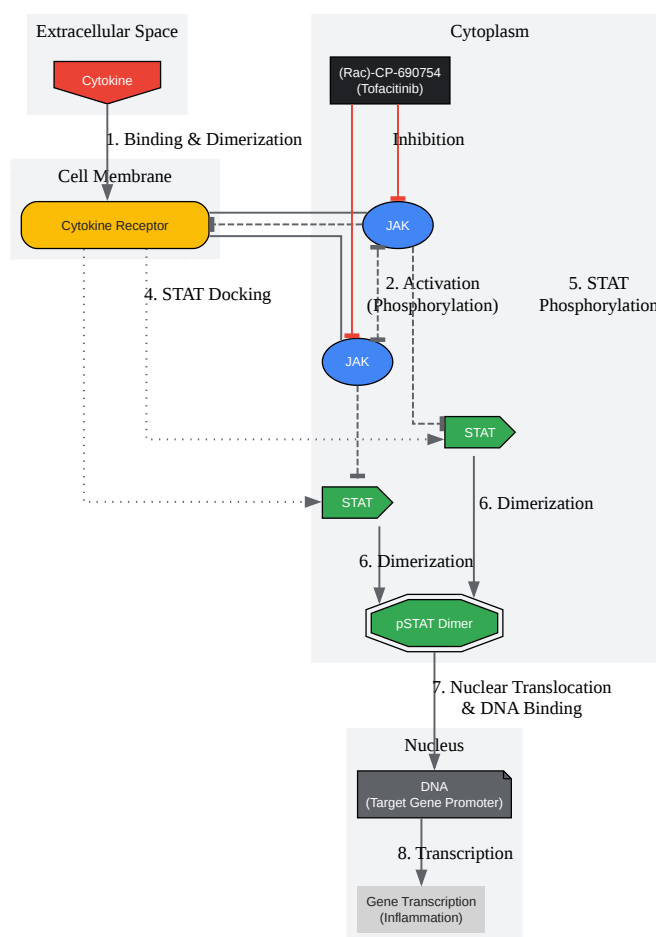 Extracellular Space
Cytoplasm
Cytokine
(Rac)-CP-690754
(Tofacitinib)
1. Binding & Dimerization
Inhibition
Cell Membrane
Cytokine Receptor
JAK
4. STAT Docking
2. Activation
(Phosphorylation)
5. STAT
Phosphorylation
JAK
STAT
STAT
6. Dimerization
6. Dimerization
pSTAT Dimer
7. Nuclear Translocation
& DNA Binding
Nucleus
DNA
(Target Gene Promoter)
8. Transcription
Gene Transcription
(Inflammation)